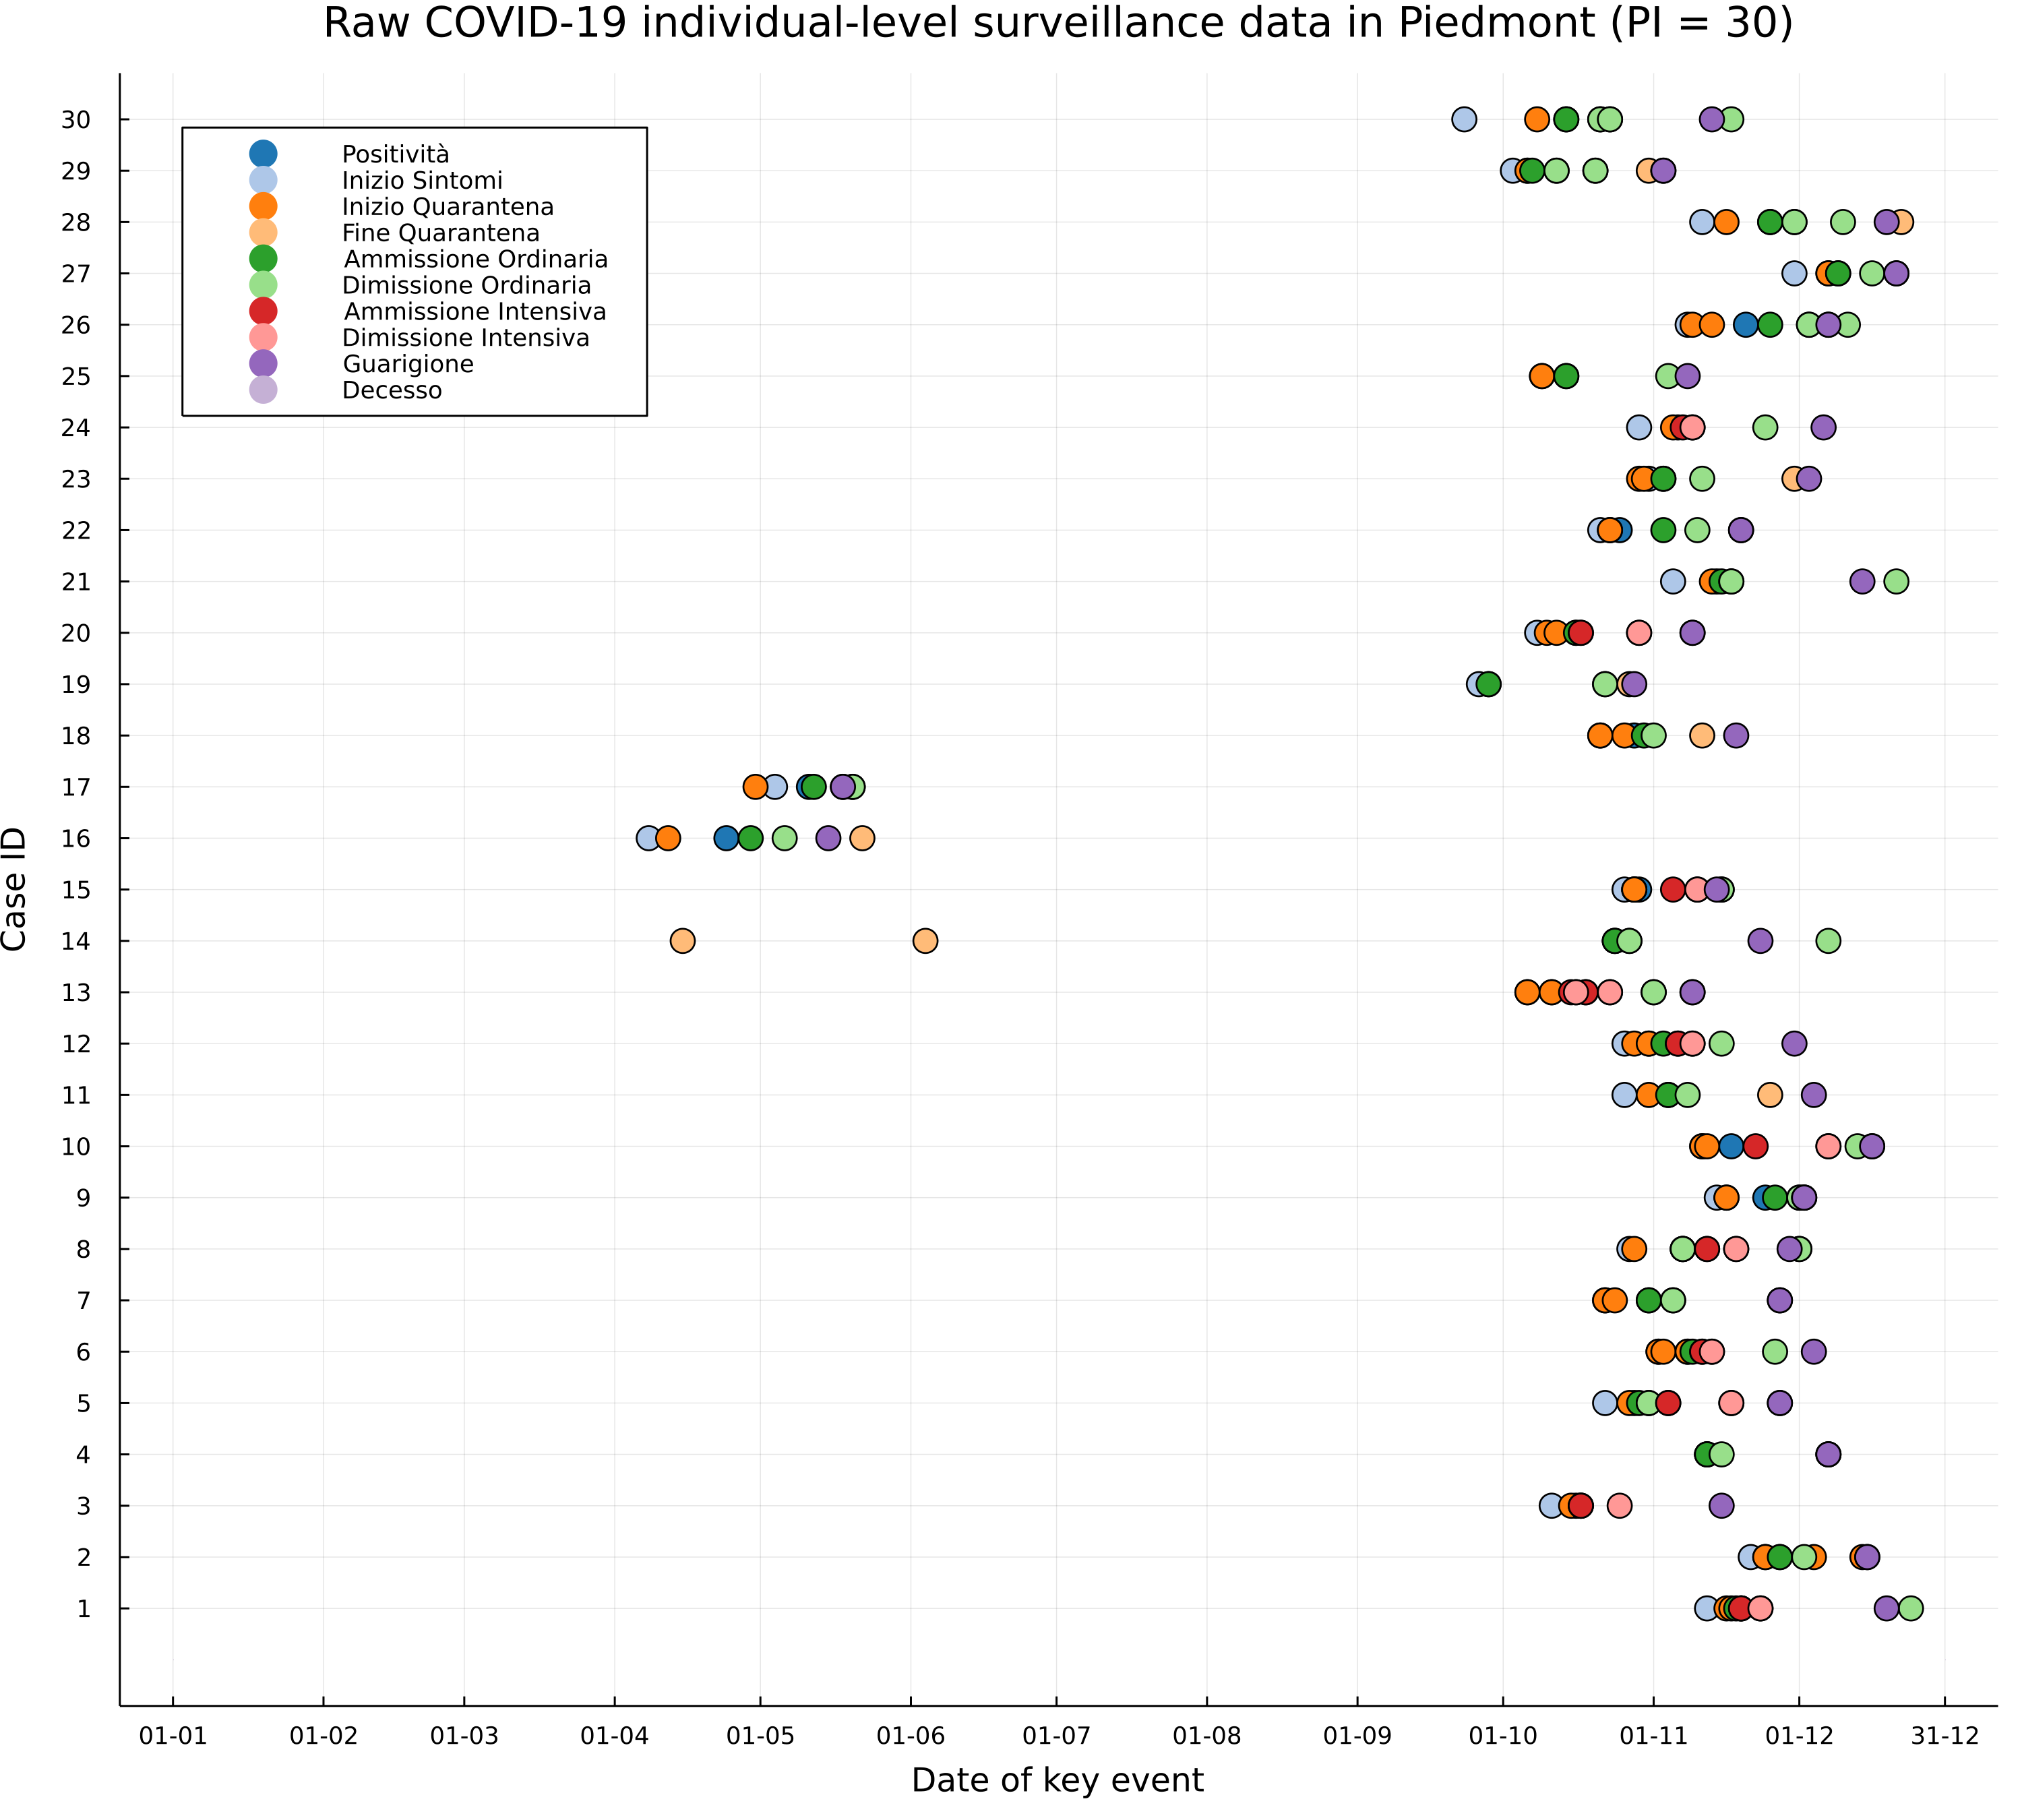 Raw COVID-19 individual-level surveillance data in Piedmont (PI = 30)
30
29
28
27
26
25
24
23
22
21
20
19
18
17
16
15
14
13
12
11
10
9
8
7
6
5
4
3
2
1
Positività
Inizio Sintomi
Inizio Quarantena
Fine Quarantena
Ammissione Ordinaria
Dimissione Ordinaria
Ammissione Intensiva
Dimissione Intensiva
Guarigione
Decesso
Case ID
01-01 01-02 01-03 01-04 01-05 01-06 01-07 01-08 01-09 01-10 01-11 01-12 31-12
Date of key event